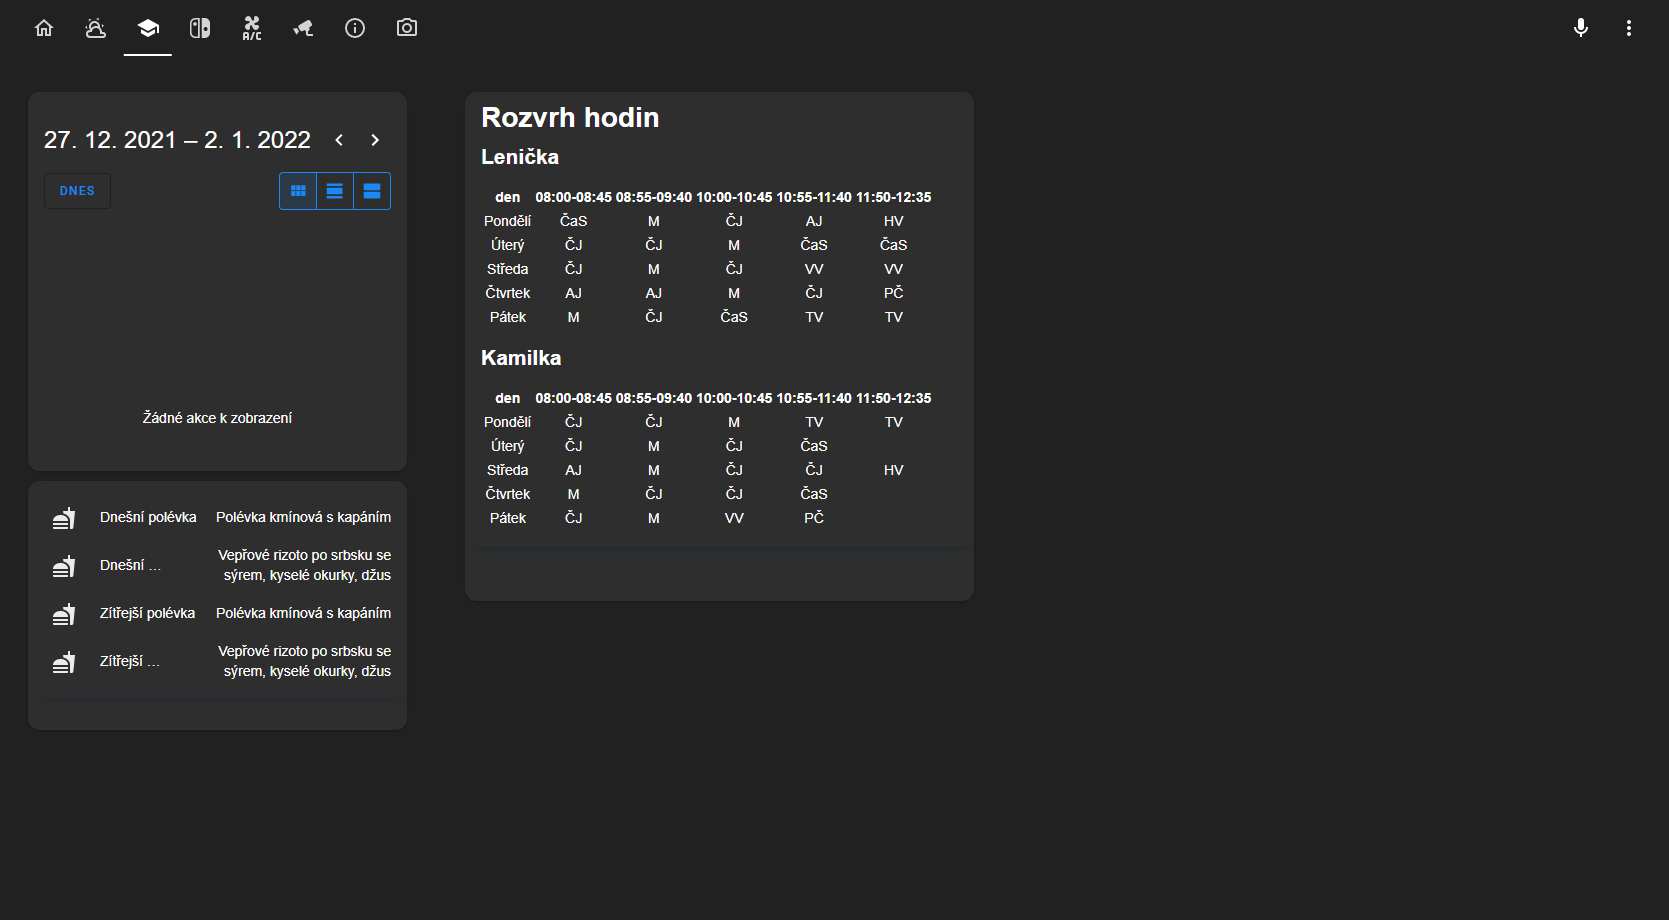 A/C
27. 12. 2021 – 2. 1. 2022
DNES
Žádné akce k zobrazení
Dnešní polévka Polévka kmínová s kapáním
Dnešní ... Vepřové rizoto po srbsku se
sýrem, kyselé okurky, džus
Zítřejší polévka Polévka kmínová s kapáním
Zítřejší ... Vepřové rizoto po srbsku se
sýrem, kyselé okurky, džus
Rozvrh hodin
Lenička
den 08:00-08:45 08:55-09:40 10:00-10:45 10:55-11:40 11:50-12:35
Pondělí ČaS M ČJ AJ HV
Úterý ČJ ČJ M ČaS ČaS
Středa ČJ M ČJ VV VV
Čtvrtek AJ AJ M ČJ PČ
Pátek M ČJ ČaS TV TV
Kamilka
den 08:00-08:45 08:55-09:40 10:00-10:45 10:55-11:40 11:50-12:35
Pondělí ČJ ČJ M TV TV
Úterý ČJ M ČJ ČaS
Středa AJ M ČJ ČJ HV
Čtvrtek M ČJ ČJ ČaS
Pátek ČJ M VV PČ